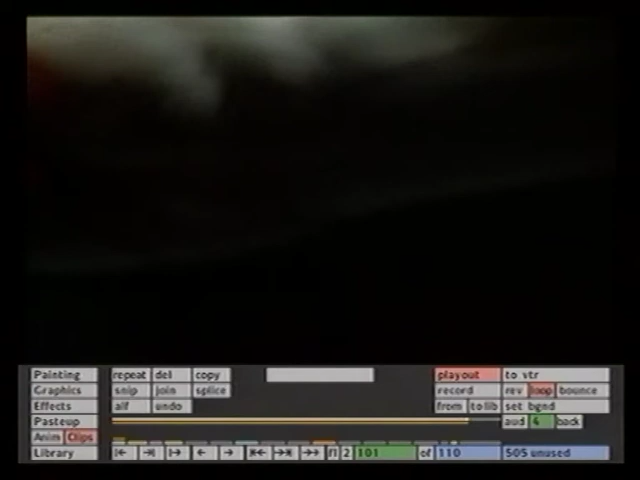 Painting repeat del copy playout to vtr
Graphics snip join splice record rev loop bounce
Effects alf undo from to lib set bgnd
Pasteup aud 4 back
Anim Clips
Library f1 2 101 of 110 505 unused